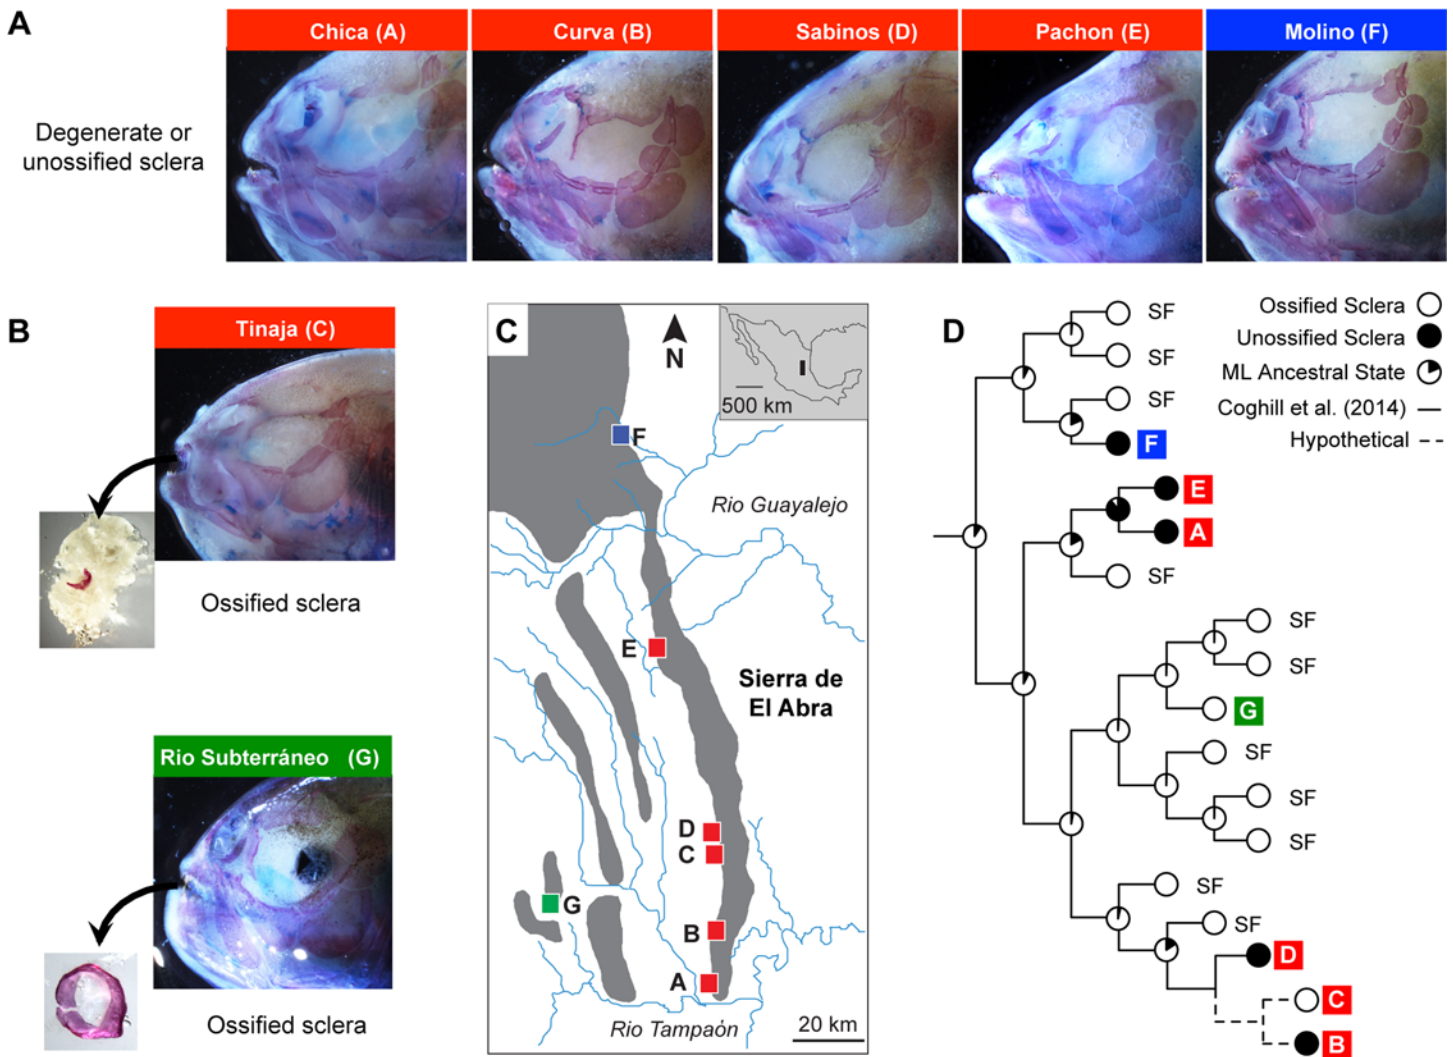 A
Chica (A)
Curva (B)
Sabinos (D)
Pachon (E)
Molino (F)
Degenerate or
unossified sclera
B
Tinaja (C)
Ossified sclera
Rio Subterráneo (G)
Ossified sclera
C
N
500 km
F
Rio Guayalejo
E
Sierra de
El Abra
D
C
G
B
A
Rio Tampaón
20 km
D
Ossified Sclera
Unossified Sclera
ML Ancestral State
Coghill et al. (2014)
Hypothetical
SF
SF
SF
F
E
A
SF
SF
SF
G
SF
SF
SF
SF
SF
D
C
B